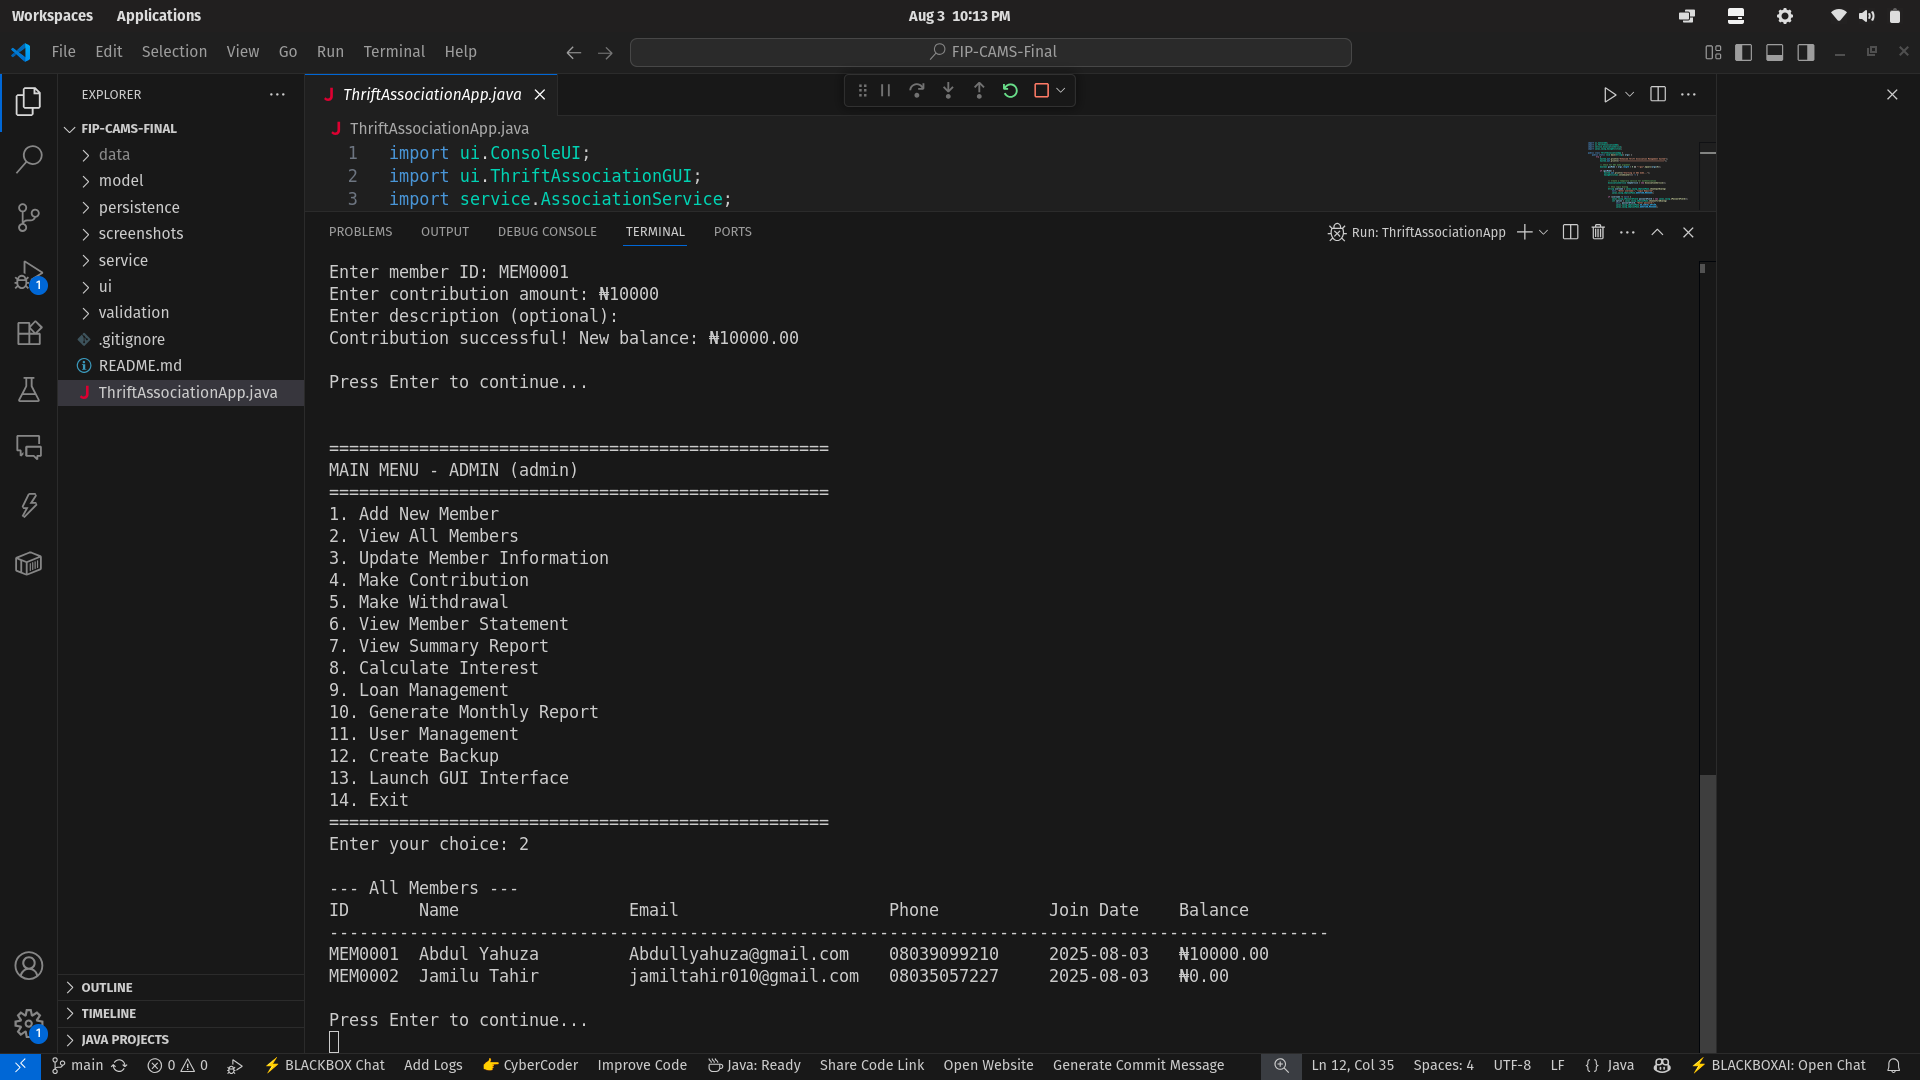 Workspaces Applications Aug 3 10:13 PM
File Edit Selection View Go Run Terminal Help FIP-CAMS-Final
EXPLORER
FIP-CAMS-FINAL
data
model
persistence
screenshots
service
ui
validation
.gitignore
README.md
J ThriftAssociationApp.java
OUTLINE
TIMELINE
JAVA PROJECTS
1
1
J ThriftAssociationApp.java
J ThriftAssociationApp.java
1 import ui.ConsoleUI;
2 import ui.ThriftAssociationGUI;
3 import service.AssociationService;
PROBLEMS OUTPUT DEBUG CONSOLE TERMINAL PORTS Run: ThriftAssociationApp
Enter member ID: MEM0001
Enter contribution amount: ₦10000
Enter description (optional):
Contribution successful! New balance: ₦10000.00
Press Enter to continue...
==================================================
MAIN MENU - ADMIN (admin)
==================================================
1. Add New Member
2. View All Members
3. Update Member Information
4. Make Contribution
5. Make Withdrawal
6. View Member Statement
7. View Summary Report
8. Calculate Interest
9. Loan Management
10. Generate Monthly Report
11. User Management
12. Create Backup
13. Launch GUI Interface
14. Exit
==================================================
Enter your choice: 2
--- All Members ---
ID Name Email Phone Join Date Balance
----------------------------------------------------------------------------------------------------
MEM0001 Abdul Yahuza Abdullyahuza@gmail.com 08039099210 2025-08-03 ₦10000.00
MEM0002 Jamilu Tahir jamiltahir010@gmail.com 08035057227 2025-08-03 ₦0.00
Press Enter to continue...
main 0 0 BLACKBOX Chat Add Logs CyberCoder Improve Code Java: Ready Share Code Link Open Website Generate Commit Message Ln 12, Col 35 Spaces: 4 UTF-8 LF {} Java BLACKBOXAI: Open Chat